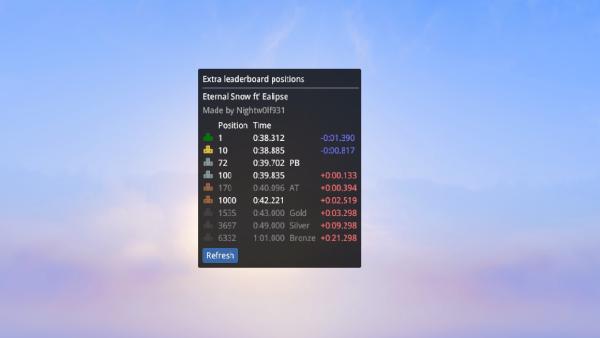 Extra leaderboard positions
Eternal Snow ft' Ealipse
Made by Nightw0lf931
Position Time
1 0:38.312 -0:01.390
10 0:38.885 -0:00.817
72 0:39.702 PB
100 0:39.835 +0:00.133
170 0:40.096 AT +0:00.394
1000 0:42.221 +0:02.519
1535 0:43.000 Gold +0:03.298
3697 0:49.000 Silver +0:09.298
6332 1:01.000 Bronze +0:21.298
Refresh